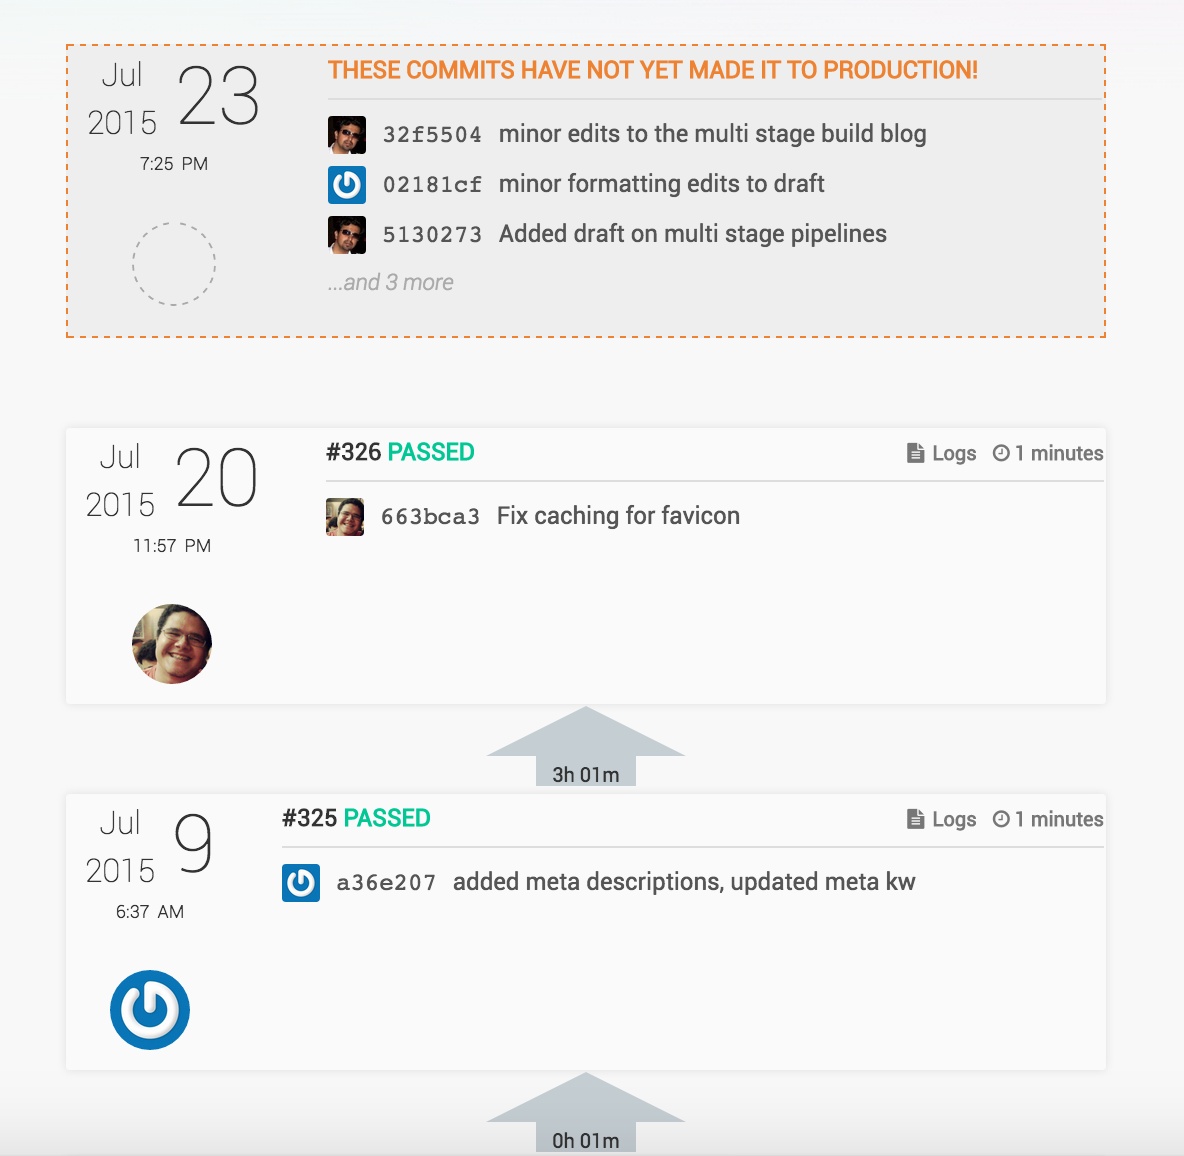 Jul 23
2015
7:25 PM
THESE COMMITS HAVE NOT YET MADE IT TO PRODUCTION!
32f5504 minor edits to the multi stage build blog
02181cf minor formatting edits to draft
5130273 Added draft on multi stage pipelines
...and 3 more
Jul 20
2015
11:57 PM
#326 PASSED Logs 1 minutes
663bca3 Fix caching for favicon
3h 01m
Jul 9
2015
6:37 AM
#325 PASSED Logs 1 minutes
a36e207 added meta descriptions, updated meta kw
0h 01m